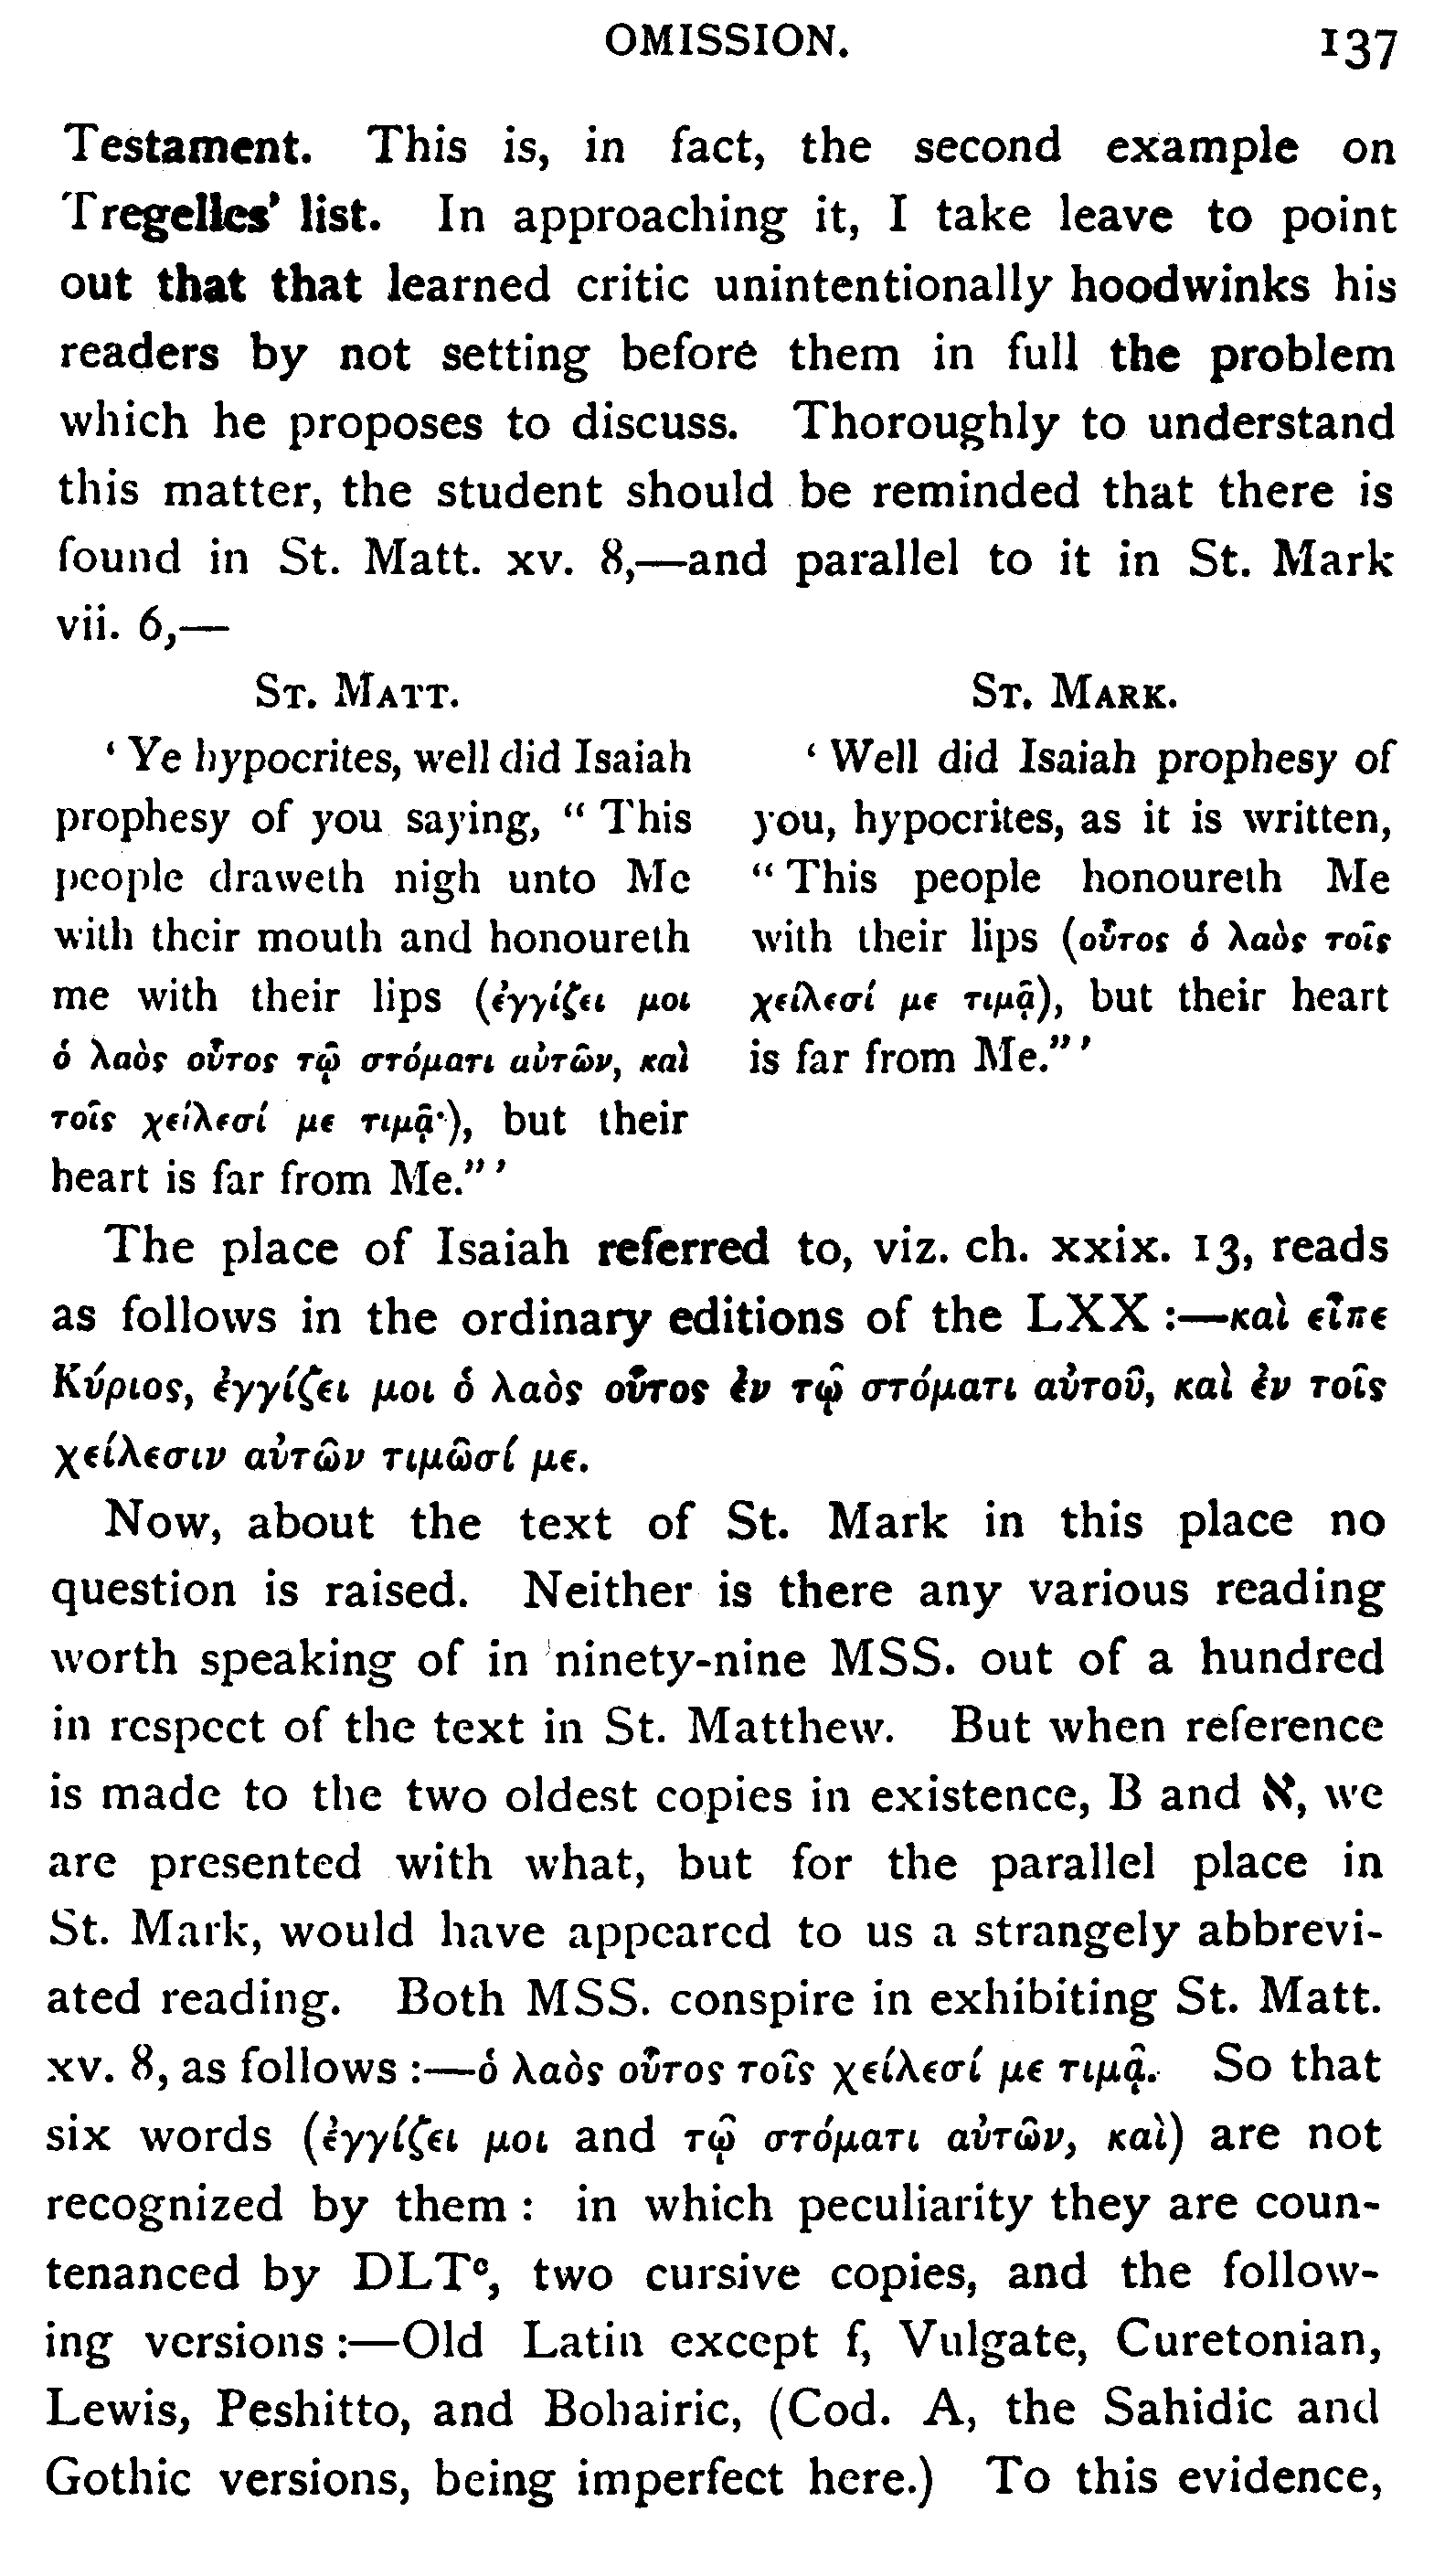 OMISSION. 137
Testament. This is, in fact, the second example on
Tregelles' list. In approaching it, I take leave to point
out that that learned critic unintentionally hoodwinks his
readers by not setting before them in full the problem
which he proposes to discuss. Thoroughly to understand
this matter, the student should be reminded that there is
found in St. Matt. xv. 8,—and parallel to it in St. Mark
vii. 6,—
ST. MATT.
‘ Ye hypocrites, well did Isaiah
prophesy of you saying, “ This
people draweth nigh unto Me
with their mouth and honoureth
me with their lips (ἐγγίζει μοι
ὁ λαὸς οὗτος τῷ στόματι αὐτῶν, καὶ
τοῖς χείλεσί με τιμᾷ·), but their
heart is far from Me.” ’
ST. MARK.
‘ Well did Isaiah prophesy of
you, hypocrites, as it is written,
“ This people honoureth Me
with their lips (οὗτος ὁ λαὸς τοῖς
χείλεσί με τιμᾷ), but their heart
is far from Me.” ’
The place of Isaiah referred to, viz. ch. xxix. 13, reads
as follows in the ordinary editions of the LXX :—καὶ εἶπε
Κύριος, ἐγγίζει μοι ὁ λαὸς οὗτος ἐν τῷ στόματι αὐτοῦ, καὶ ἐν τοῖς
χείλεσιν αὐτῶν τιμῶσί με.
Now, about the text of St. Mark in this place no
question is raised. Neither is there any various reading
worth speaking of in ninety-nine MSS. out of a hundred
in respect of the text in St. Matthew. But when reference
is made to the two oldest copies in existence, B and ℵ, we
are presented with what, but for the parallel place in
St. Mark, would have appeared to us a strangely abbrevi-
ated reading. Both MSS. conspire in exhibiting St. Matt.
xv. 8, as follows :—ὁ λαὸς οὗτος τοῖς χείλεσί με τιμᾷ. So that
six words (ἐγγίζει μοι and τῷ στόματι αὐτῶν, καὶ) are not
recognized by them : in which peculiarity they are coun-
tenanced by DLTᶜ, two cursive copies, and the follow-
ing versions :—Old Latin except f, Vulgate, Curetonian,
Lewis, Peshitto, and Bohairic, (Cod. A, the Sahidic and
Gothic versions, being imperfect here.) To this evidence,